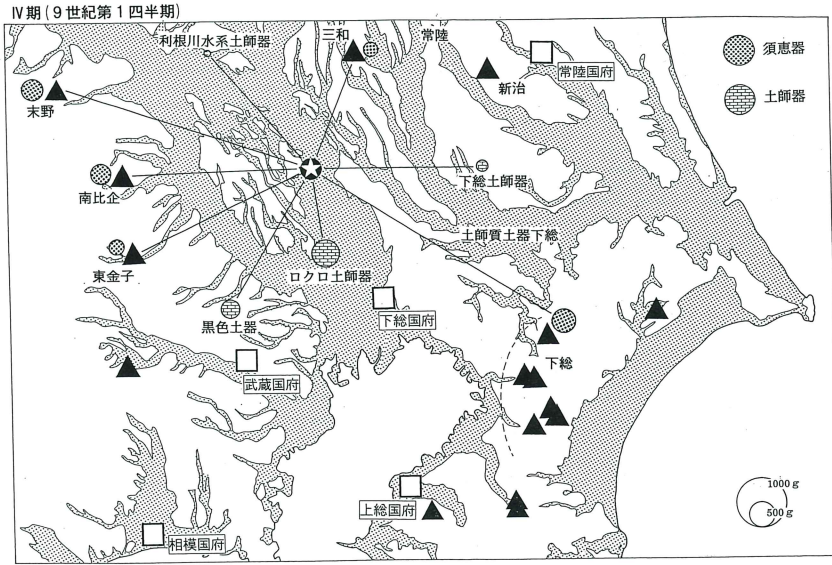 Ⅳ期(9世紀第1四半期)
利根川水系土師器
三和
常陸
常陸国府
新治
須恵器
土師器
末野
南比企
下総土師器
土師質土器下総
東金子
ロクロ土師器
黒色土器
下総国府
下総
武蔵国府
上総国府
相模国府
1000g
500g